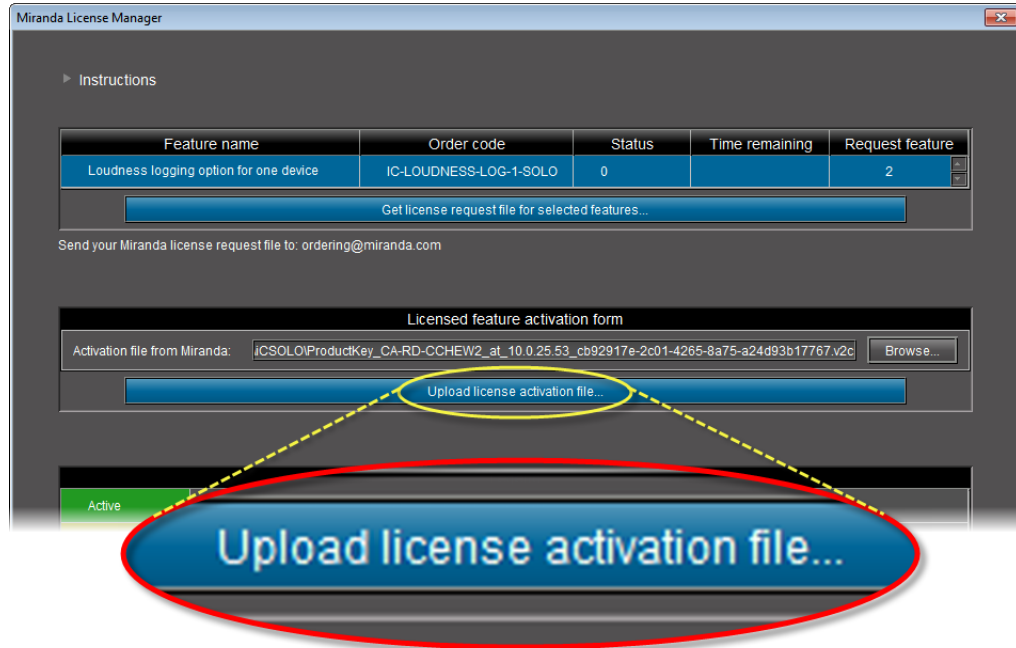 Miranda License Manager
Instructions
Feature name Order code Status Time remaining Request feature
Loudness logging option for one device IC-LOUDNESS-LOG-1-SOLO 0 2
Get license request file for selected features...
Send your Miranda license request file to: ordering@miranda.com
Licensed feature activation form
Activation file from Miranda: iCSOLO\ProductKey_CA-RD-CCHEW2_at_10.0.25.53_cb92917e-2c01-4265-8a75-a24d93b17767.v2c Browse...
Upload license activation file...
Active
Upload license activation file...